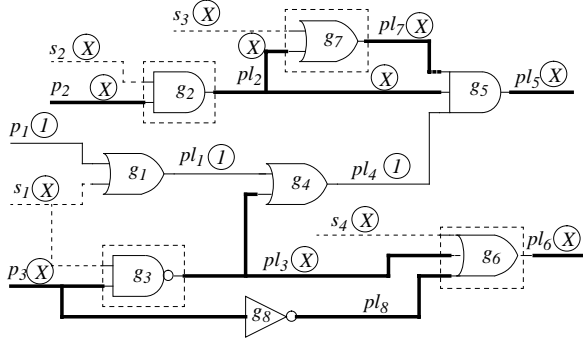 s3 X
g7
pl7 X
s2 X
X
p2 X
g2
pl2
X
g5
pl5 X
p1 1
g1
pl1 1
g4
pl4 1
s1 X
s4 X
p3 X
g3
pl3 X
g6
pl6 X
g8
pl8